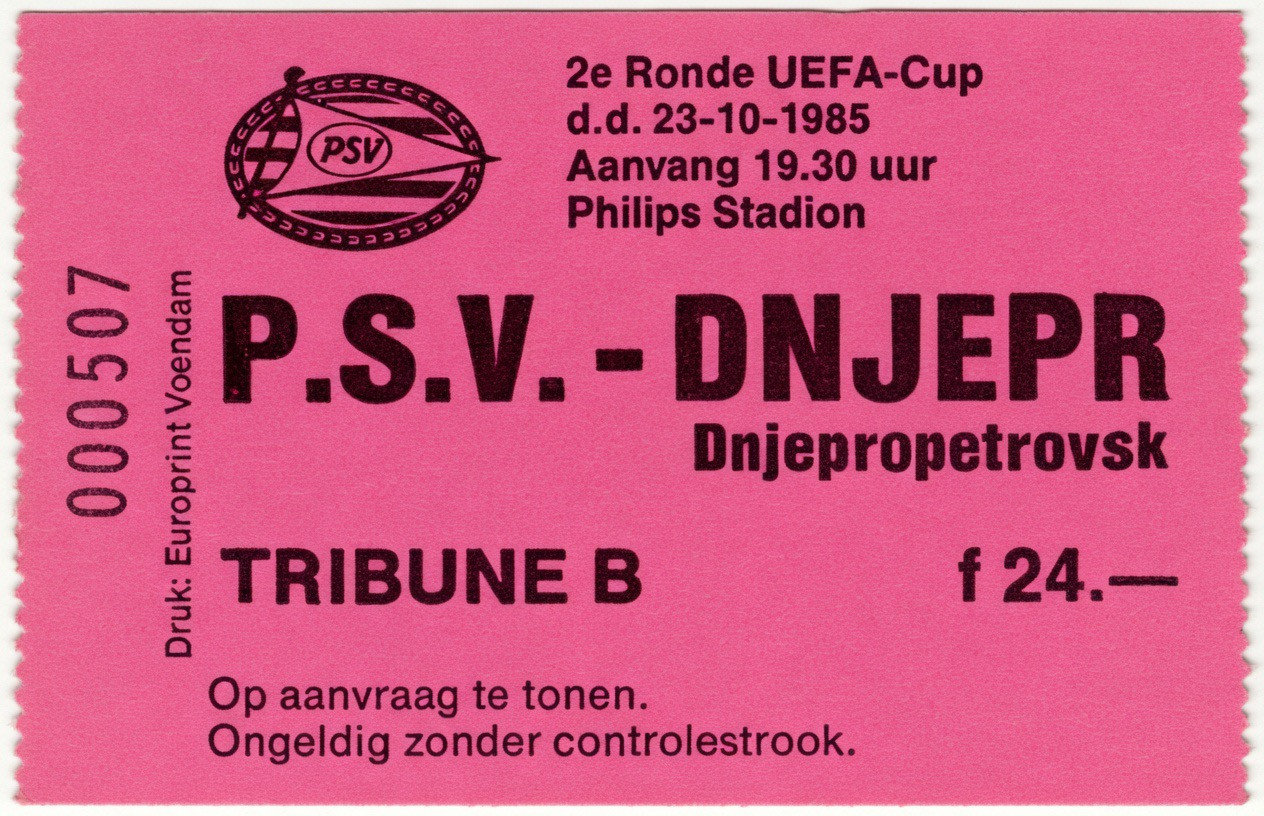 PSV
2e Ronde UEFA-Cup
d.d. 23-10-1985
Aanvang 19.30 uur
Philips Stadion
000507
Druk: Europrint Voendam
P.S.V. - DNJEPR
Dnjepropetrovsk
TRIBUNE B
f 24.—
Op aanvraag te tonen.
Ongeldig zonder controlestrook.